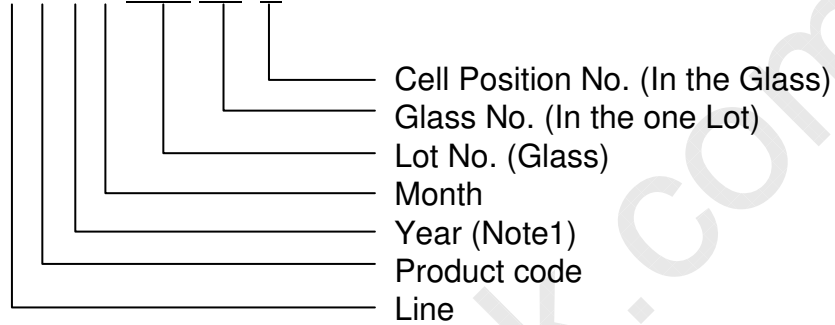 Cell Position No. (In the Glass)
Glass No. (In the one Lot)
Lot No. (Glass)
Month
Year (Note1)
Product code
Line